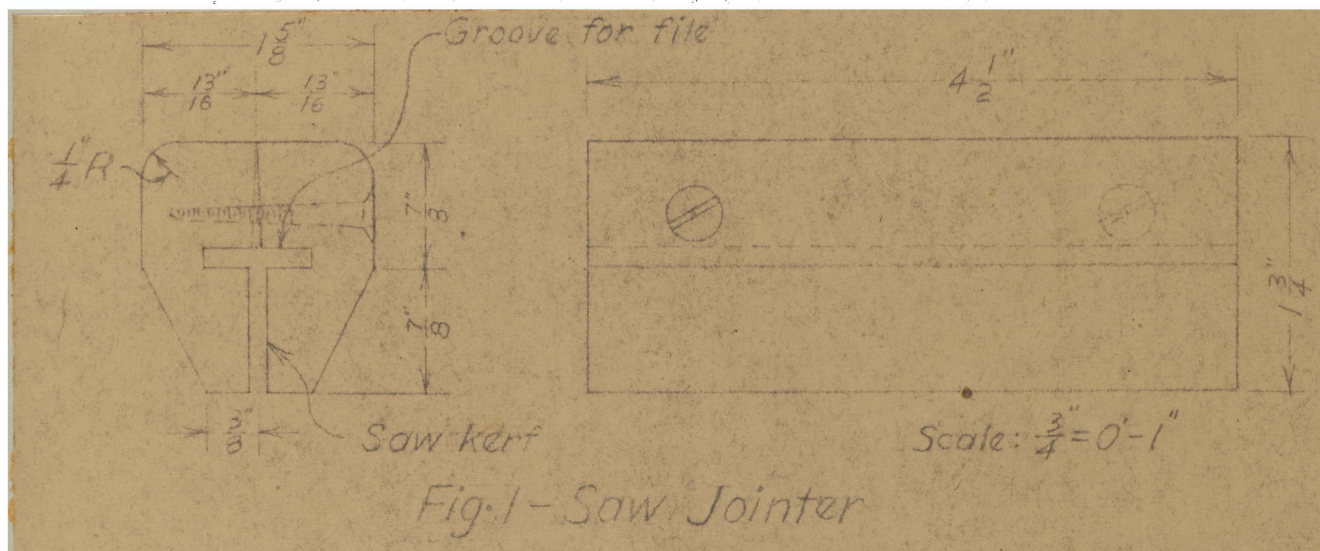 1 5/8"
Groove for file
13"/16 13"/16
4 1/2"
1/4" R
7"/8
1 3/4"
7"/8
3"/8
Saw kerf
Scale: 3/4" = 0'-1"
Fig. 1 - Saw Jointer